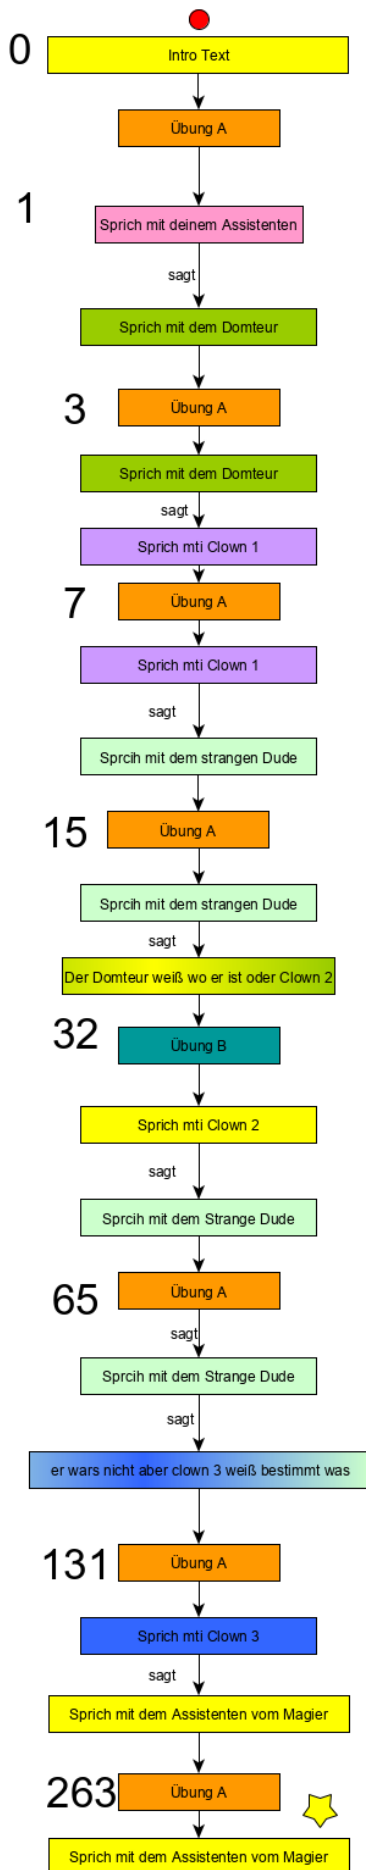 0
Intro Text
Übung A
1
Sprich mit deinem Assistenten
sagt
Sprich mit dem Domteur
3
Übung A
Sprich mit dem Domteur
sagt
Sprich mti Clown 1
7
Übung A
Sprich mti Clown 1
sagt
Sprcih mit dem strangen Dude
15
Übung A
Sprcih mit dem strangen Dude
sagt
Der Domteur weiß wo er ist oder Clown 2
32
Übung B
Sprich mti Clown 2
sagt
Sprcih mit dem Strange Dude
65
Übung A
sagt
Sprcih mit dem Strange Dude
sagt
er wars nicht aber clown 3 weiß bestimmt was
131
Übung A
Sprich mti Clown 3
sagt
Sprich mit dem Assistenten vom Magier
263
Übung A
Sprich mit dem Assistenten vom Magier